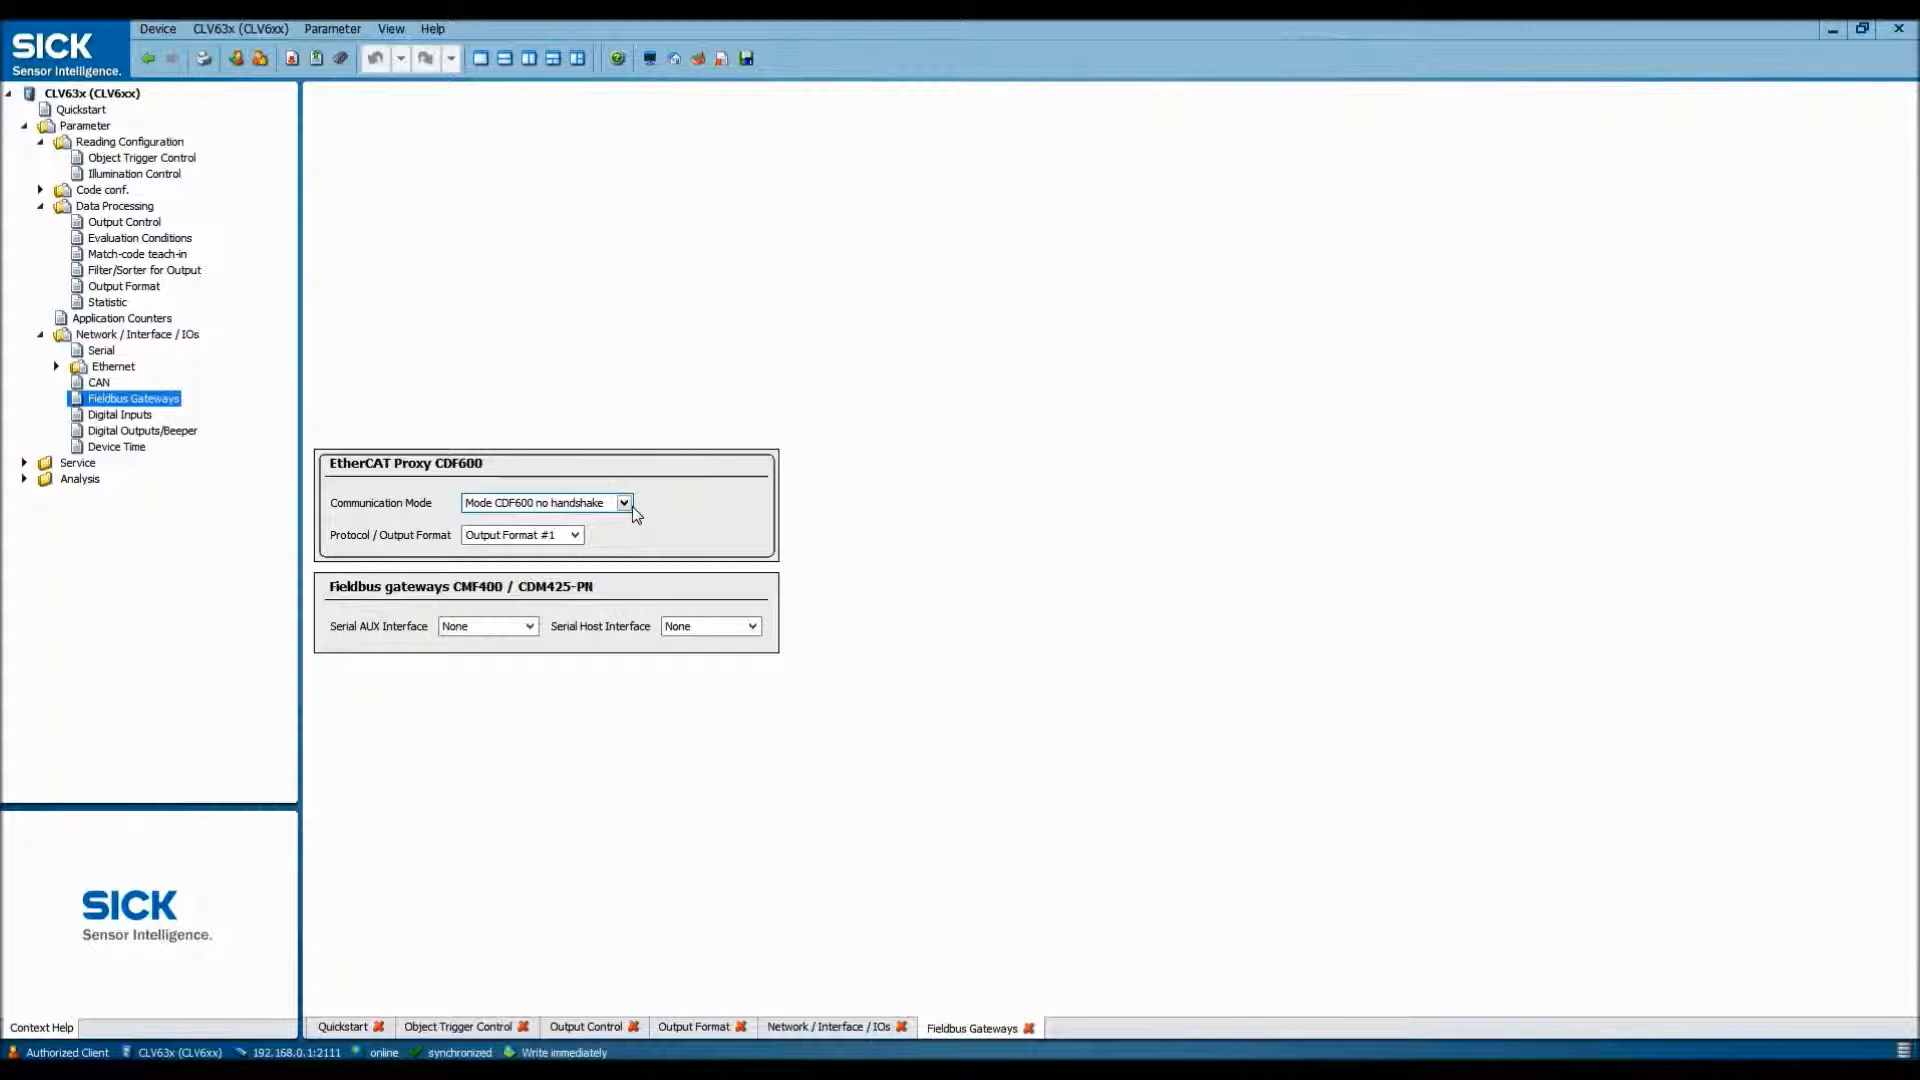 SICK
Sensor Intelligence.
Device CLV63x (CLV6xx) Parameter View Help
CLV63x (CLV6xx)
Quickstart
Parameter
Reading Configuration
Object Trigger Control
Illumination Control
Code conf.
Data Processing
Output Control
Evaluation Conditions
Match-code teach-in
Filter/Sorter for Output
Output Format
Statistic
Application Counters
Network / Interface / IOs
Serial
Ethernet
CAN
Fieldbus Gateways
Digital Inputs
Digital Outputs/Beeper
Device Time
Service
Analysis
EtherCAT Proxy CDF600
Communication Mode Mode CDF600 no handshake
Protocol / Output Format Output Format #1
Fieldbus gateways CMF400 / CDM425-PN
Serial AUX Interface None Serial Host Interface None
SICK
Sensor Intelligence.
Context Help
Quickstart Object Trigger Control Output Control Output Format Network / Interface / IOs Fieldbus Gateways
Authorized Client CLV63x (CLV6xx) 192.168.0.1:2111 online synchronized Write immediately